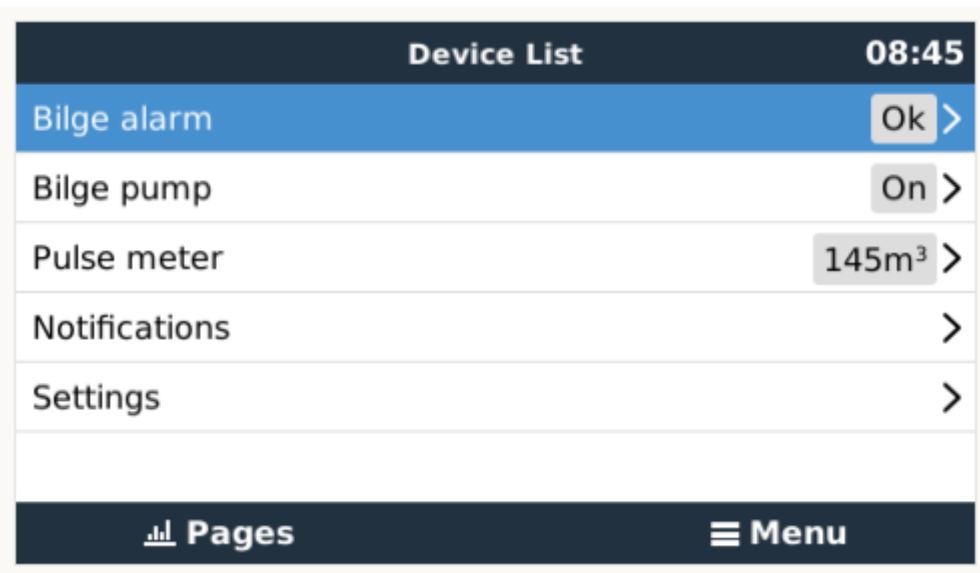 Device List 08:45
Bilge alarm Ok
Bilge pump On
Pulse meter 145m³
Notifications
Settings
Pages Menu